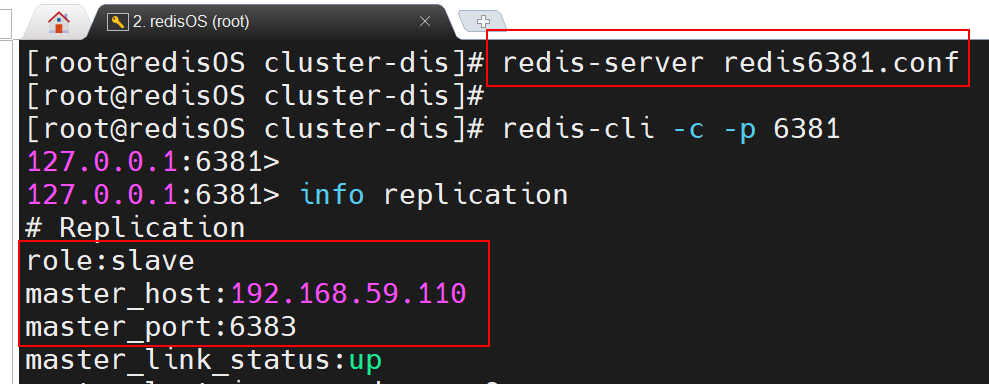 2. redisOS (root)
[root@redisOS cluster-dis]# redis-server redis6381.conf
[root@redisOS cluster-dis]#
[root@redisOS cluster-dis]# redis-cli -c -p 6381
127.0.0.1:6381>
127.0.0.1:6381> info replication
# Replication
role:slave
master_host:192.168.59.110
master_port:6383
master_link_status:up